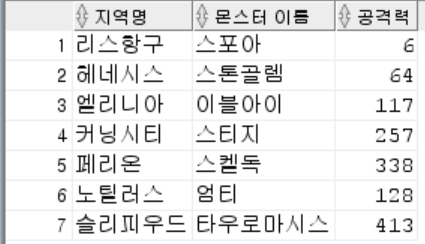 지역명 몬스터 이름 공격력
1 리스항구 스포아 6
2 헤네시스 스톤골렘 64
3 엘리니아 이블아이 117
4 커닝시티 스티지 257
5 페리온 스켈독 338
6 노틸러스 엄티 128
7 슬리피우드 타우로마시스 413